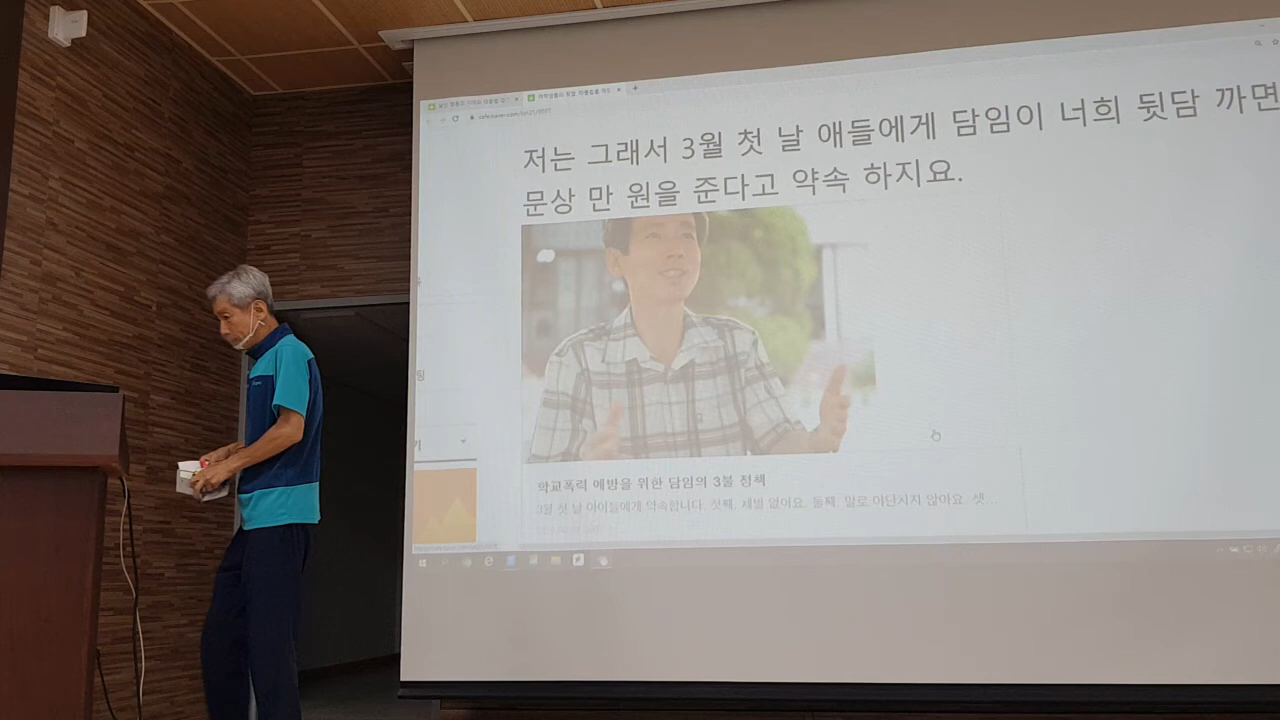 cafe.naver.com/
저는 그래서 3월 첫 날 애들에게 담임이 너희 뒷담 까면
문상 만 원을 준다고 약속 하지요.
학교폭력 예방을 위한 담임의 3불 정책
3월 첫 날 아이들에게 약속합니다. 첫째, 체벌 없어요. 둘째, 말로 야단치지 않아요. 셋...